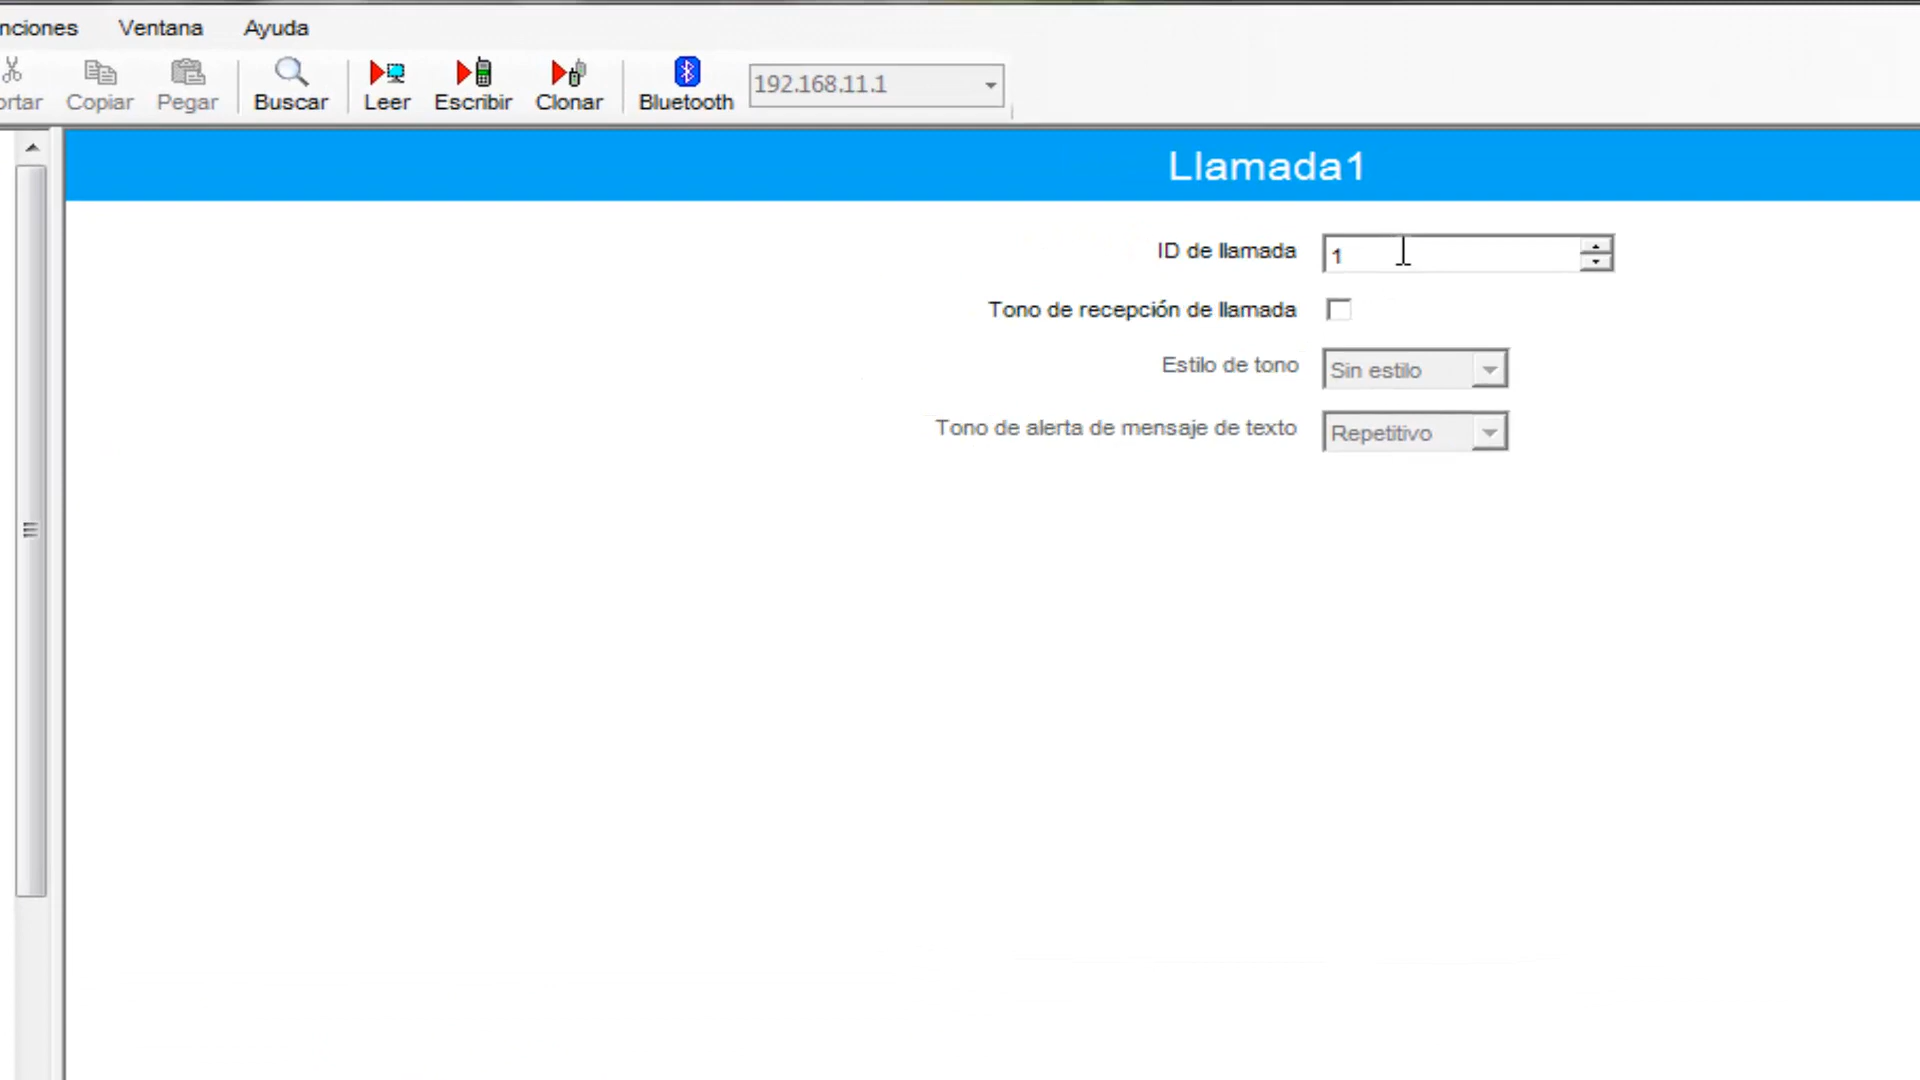 nciones Ventana Ayuda
ortar Copiar Pegar Buscar Leer Escribir Clonar Bluetooth 192.168.11.1
Llamada1
ID de llamada 1
Tono de recepción de llamada
Estilo de tono Sin estilo
Tono de alerta de mensaje de texto Repetitivo